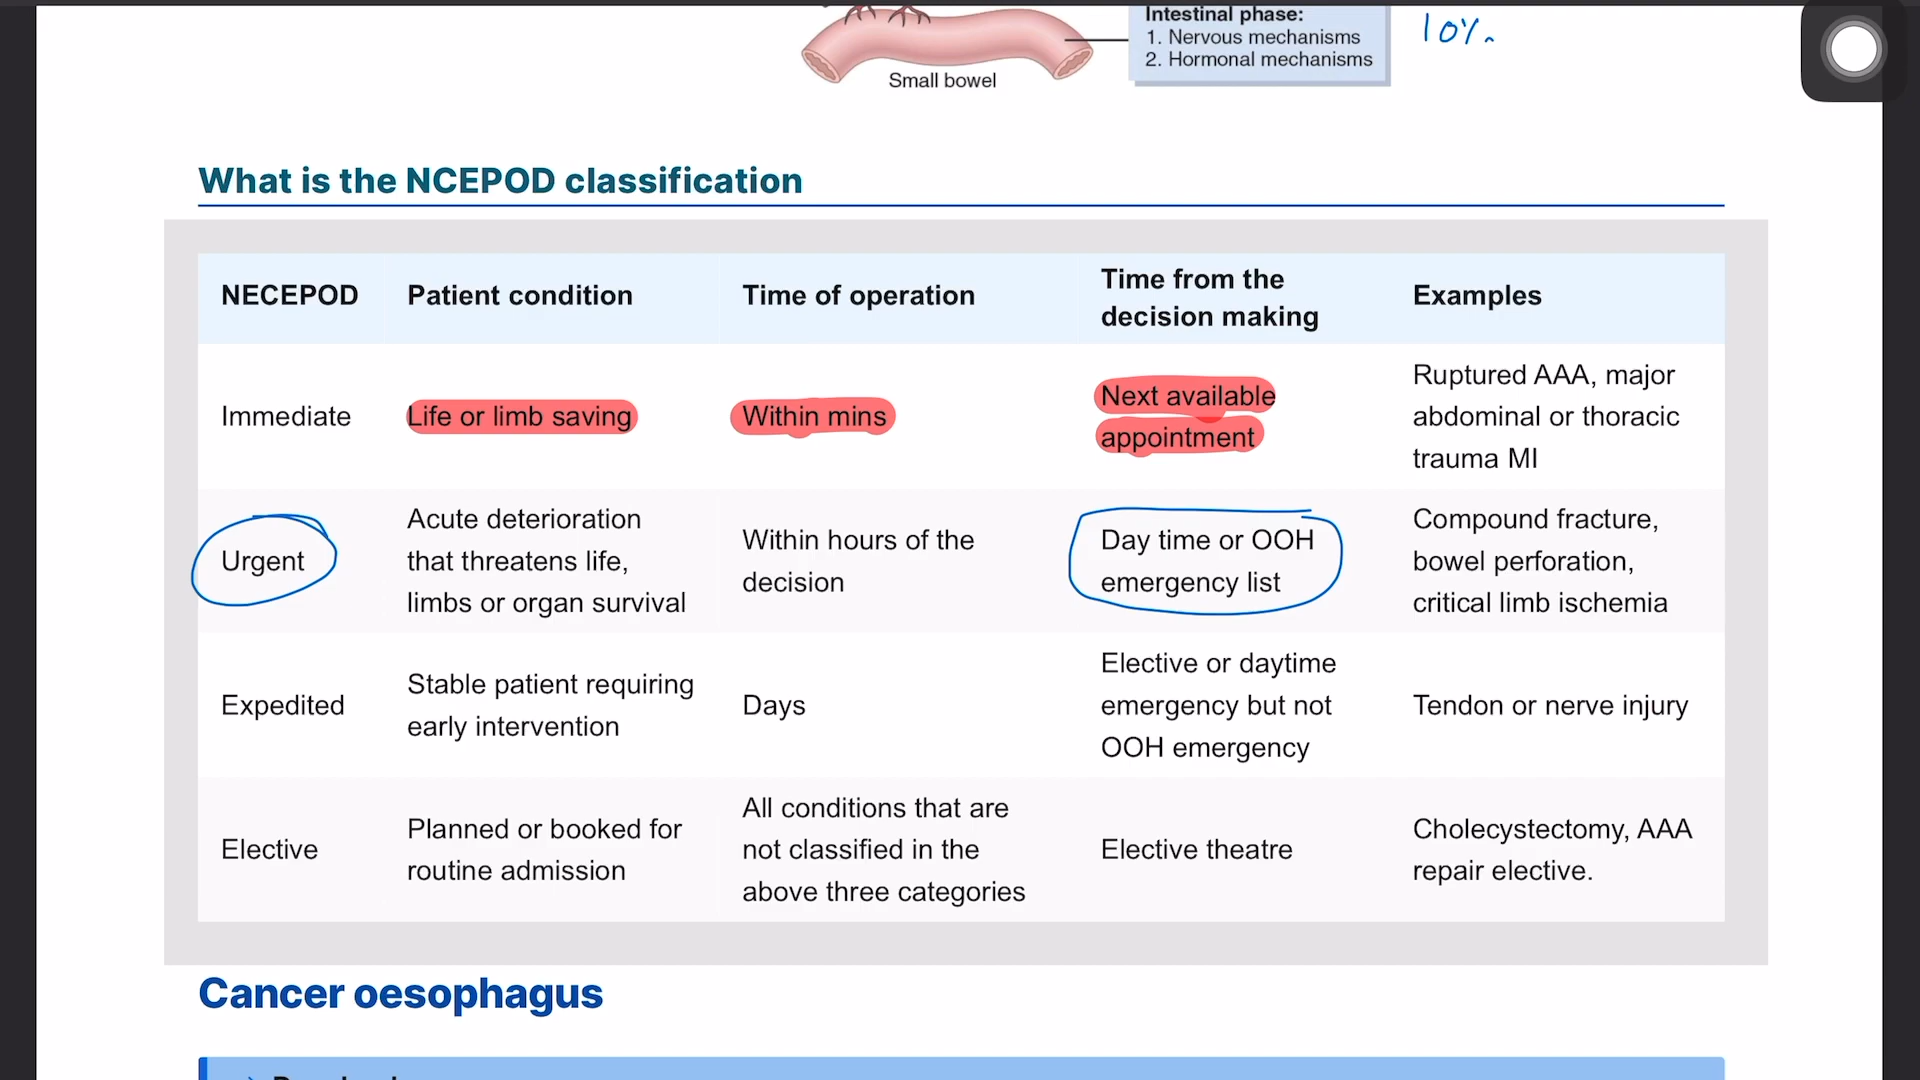 Intestinal phase:
1. Nervous mechanisms
2. Hormonal mechanisms
10%
Small bowel
What is the NCEPOD classification
NECEPOD
Patient condition
Time of operation
Time from the
decision making
Examples
Immediate
Life or limb saving
Within mins
Next available
appointment
Ruptured AAA, major
abdominal or thoracic
trauma MI
Urgent
Acute deterioration
that threatens life,
limbs or organ survival
Within hours of the
decision
Day time or OOH
emergency list
Compound fracture,
bowel perforation,
critical limb ischemia
Expedited
Stable patient requiring
early intervention
Days
Elective or daytime
emergency but not
OOH emergency
Tendon or nerve injury
Elective
Planned or booked for
routine admission
All conditions that are
not classified in the
above three categories
Elective theatre
Cholecystectomy, AAA
repair elective.
Cancer oesophagus